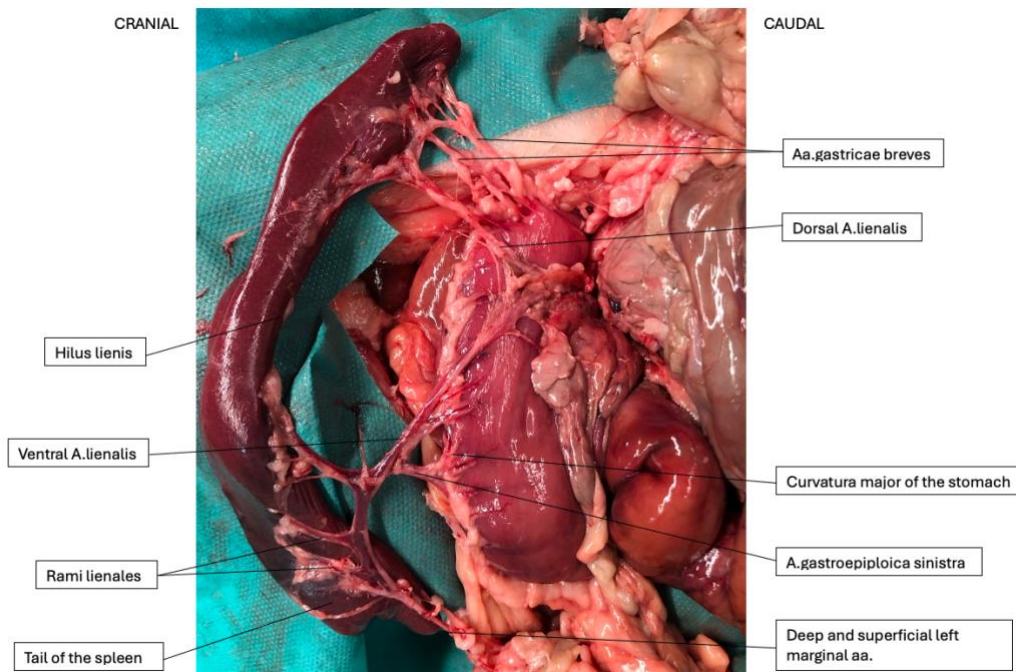 CRANIAL
CAUDAL
Aa.gastricae breves
Dorsal A.lienalis
Hilus lienis
Ventral A.lienalis
Curvatura major of the stomach
A.gastroepiploica sinistra
Rami lienales
Deep and superficial left
marginal aa.
Tail of the spleen